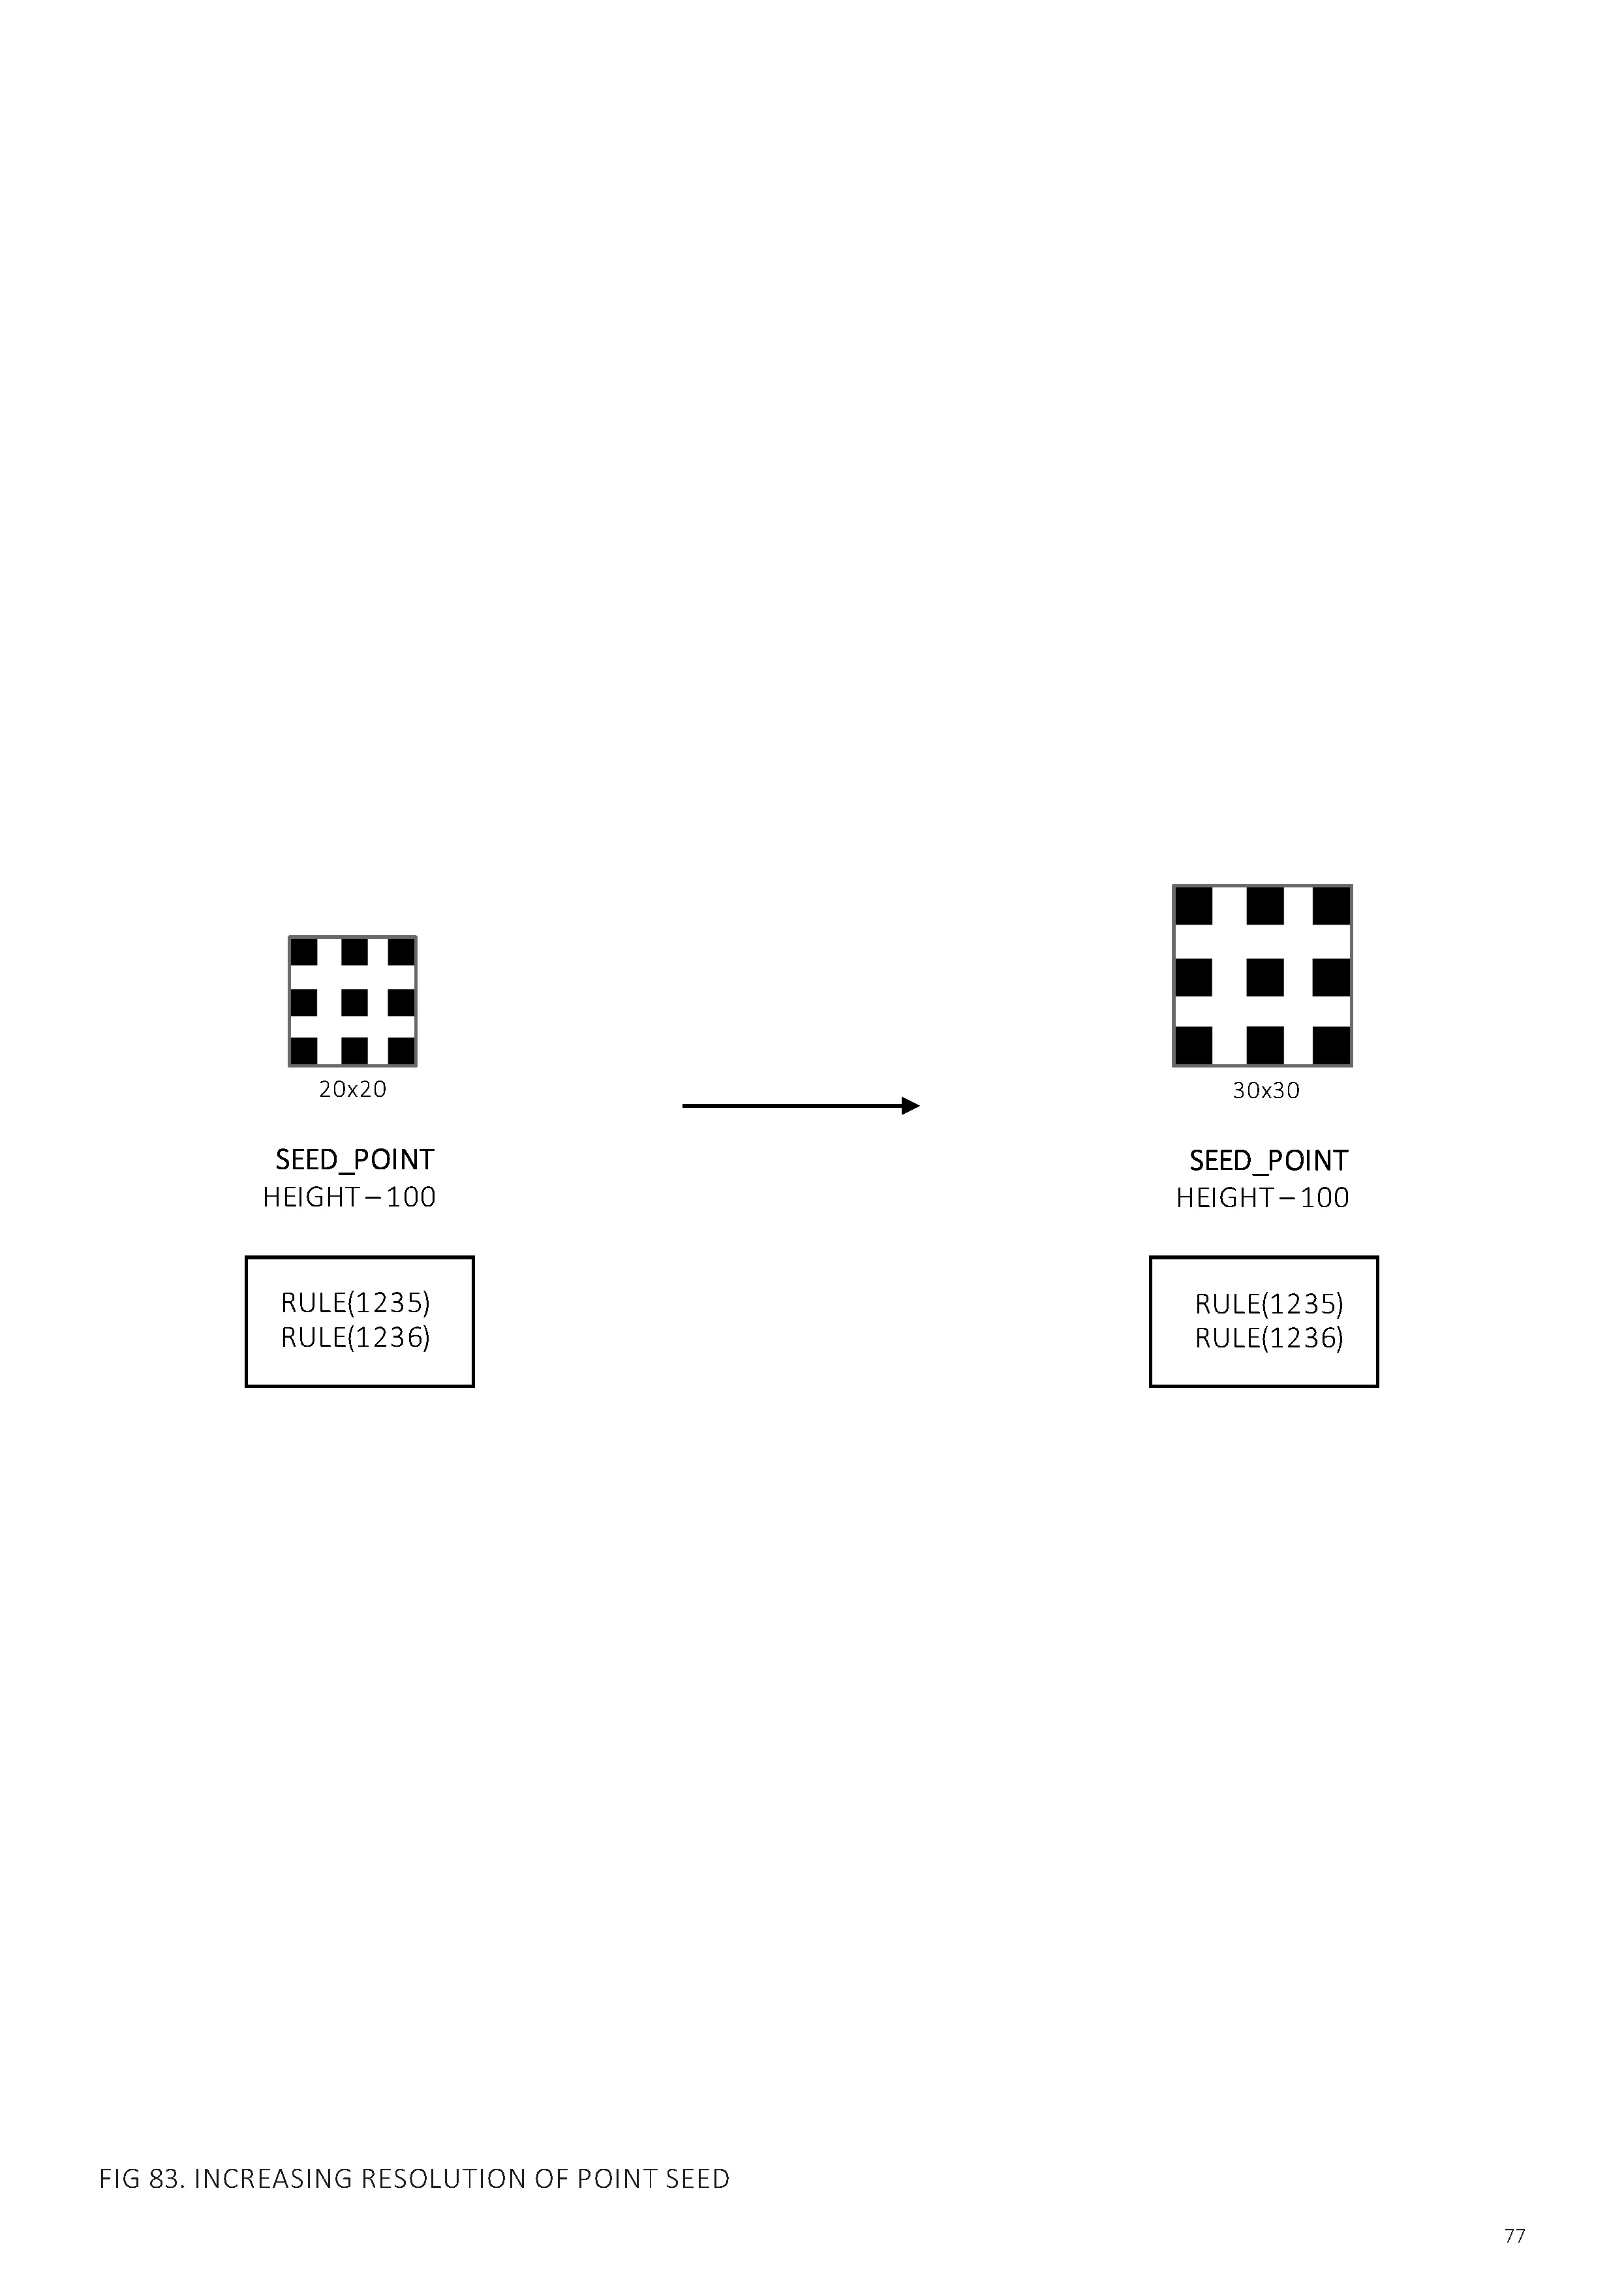 20x20
SEED_POINT
HEIGHT – 100
RULE(1235)
RULE(1236)
30x30
SEED_POINT
HEIGHT – 100
RULE(1235)
RULE(1236)
FIG 83. INCREASING RESOLUTION OF POINT SEED
77